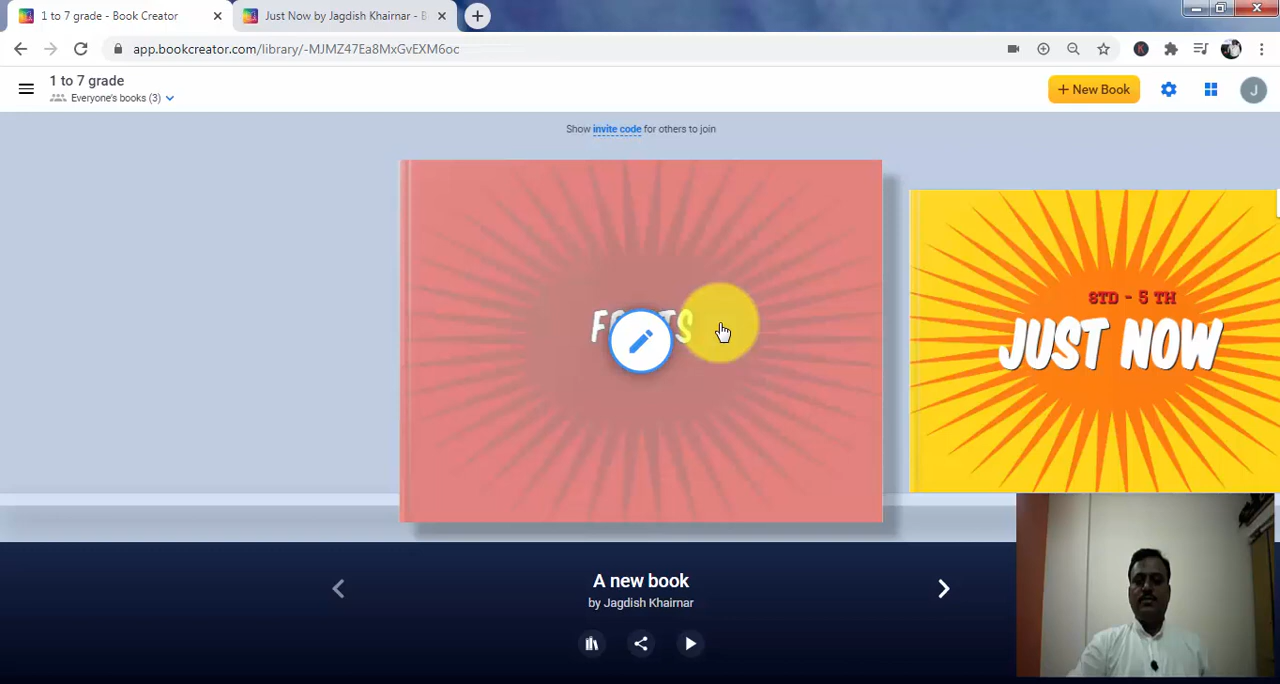 1 to 7 grade - Book Creator
Just Now by Jagdish Khairnar - B
app.bookcreator.com/library/-MJMZ47Ea8MxGvEXM6oc
1 to 7 grade
Everyone's books (3)
+ New Book
J
Show invite code for others to join
STD - 5 TH
JUST NOW
A new book
by Jagdish Khairnar